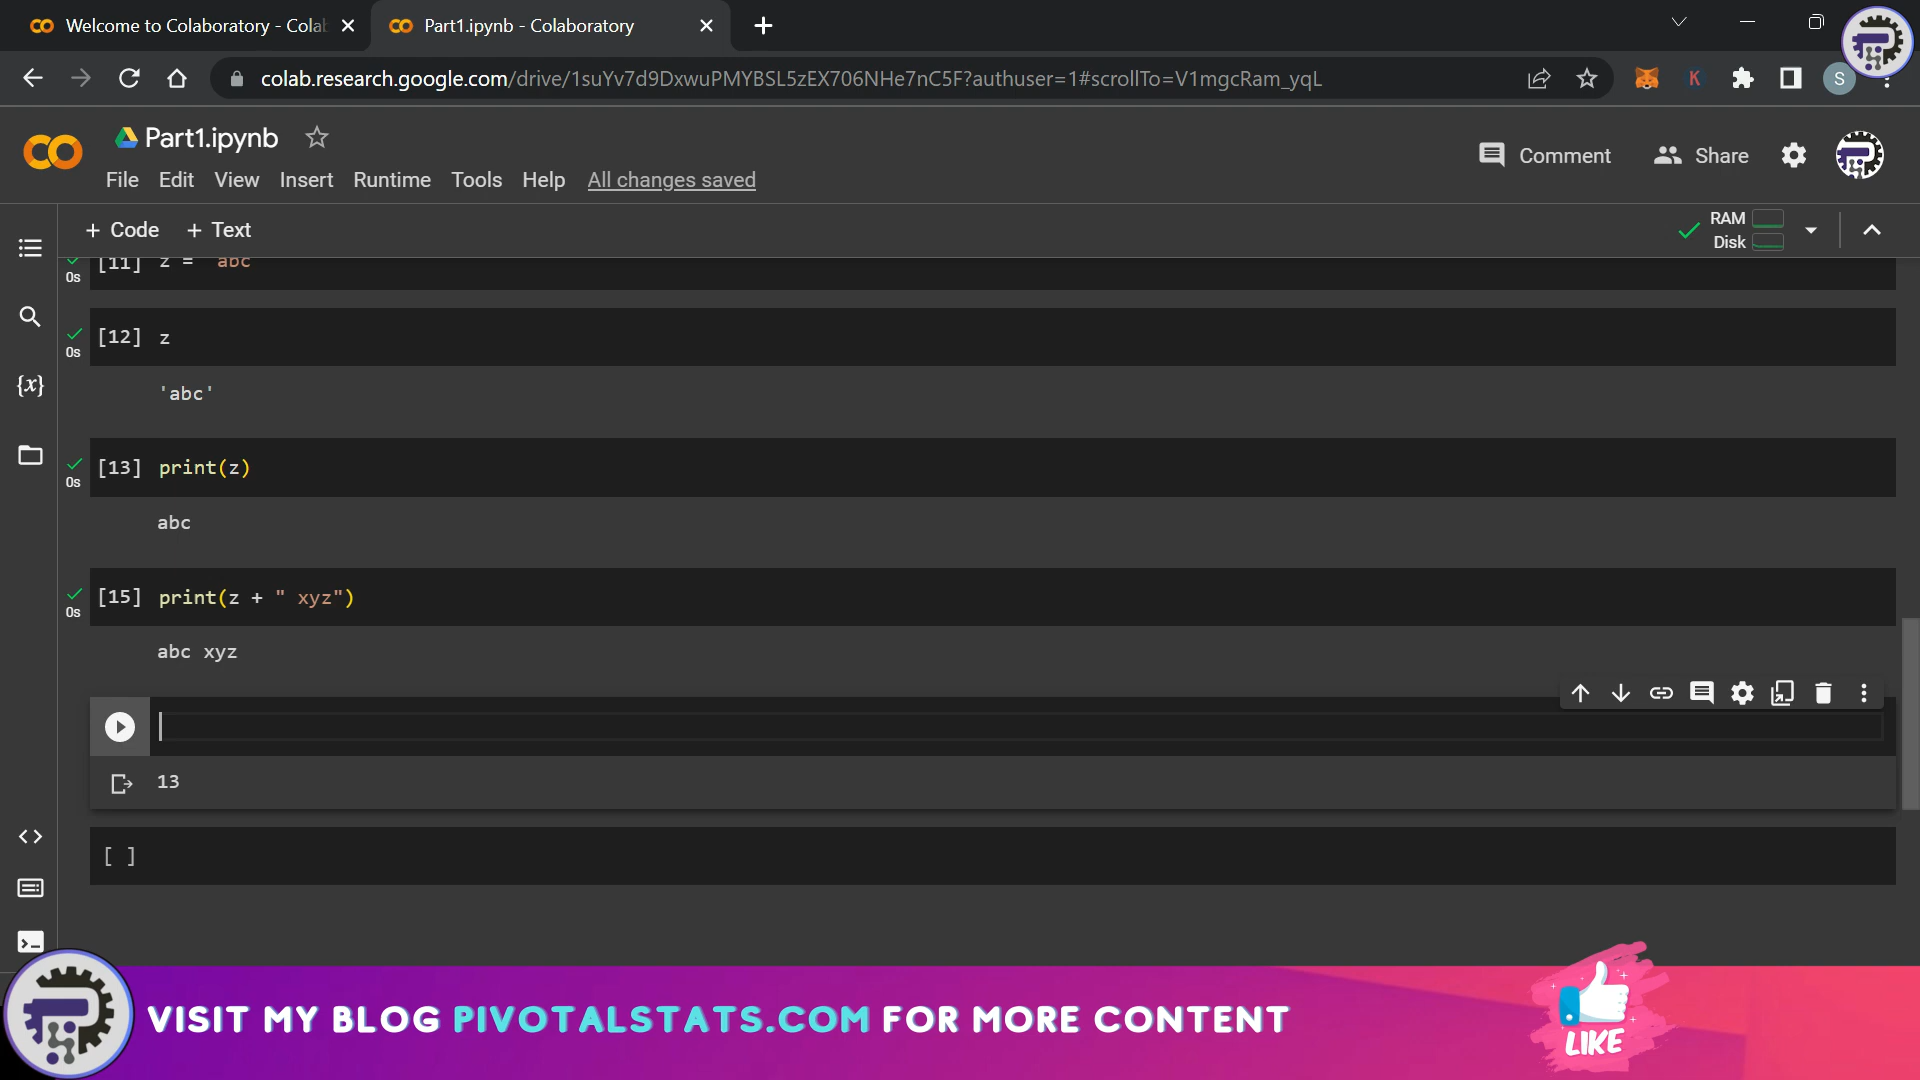 Welcome to Colaboratory - Colab
Part1.ipynb - Colaboratory
colab.research.google.com/drive/1suYv7d9DxwuPMYBSL5zEX706NHe7nC5F?authuser=1#scrollTo=V1mgcRam_yqL
K
S
Part1.ipynb
Comment
Share
File Edit View Insert Runtime Tools Help All changes saved
+ Code + Text
RAM
Disk
[11] z = "abc"
0s
[12] z
0s
'abc'
{x}
[13] print(z)
0s
abc
[15] print(z + " xyz")
0s
abc xyz
13
[ ]
VISIT MY BLOG PIVOTALSTATS.COM FOR MORE CONTENT
LIKE